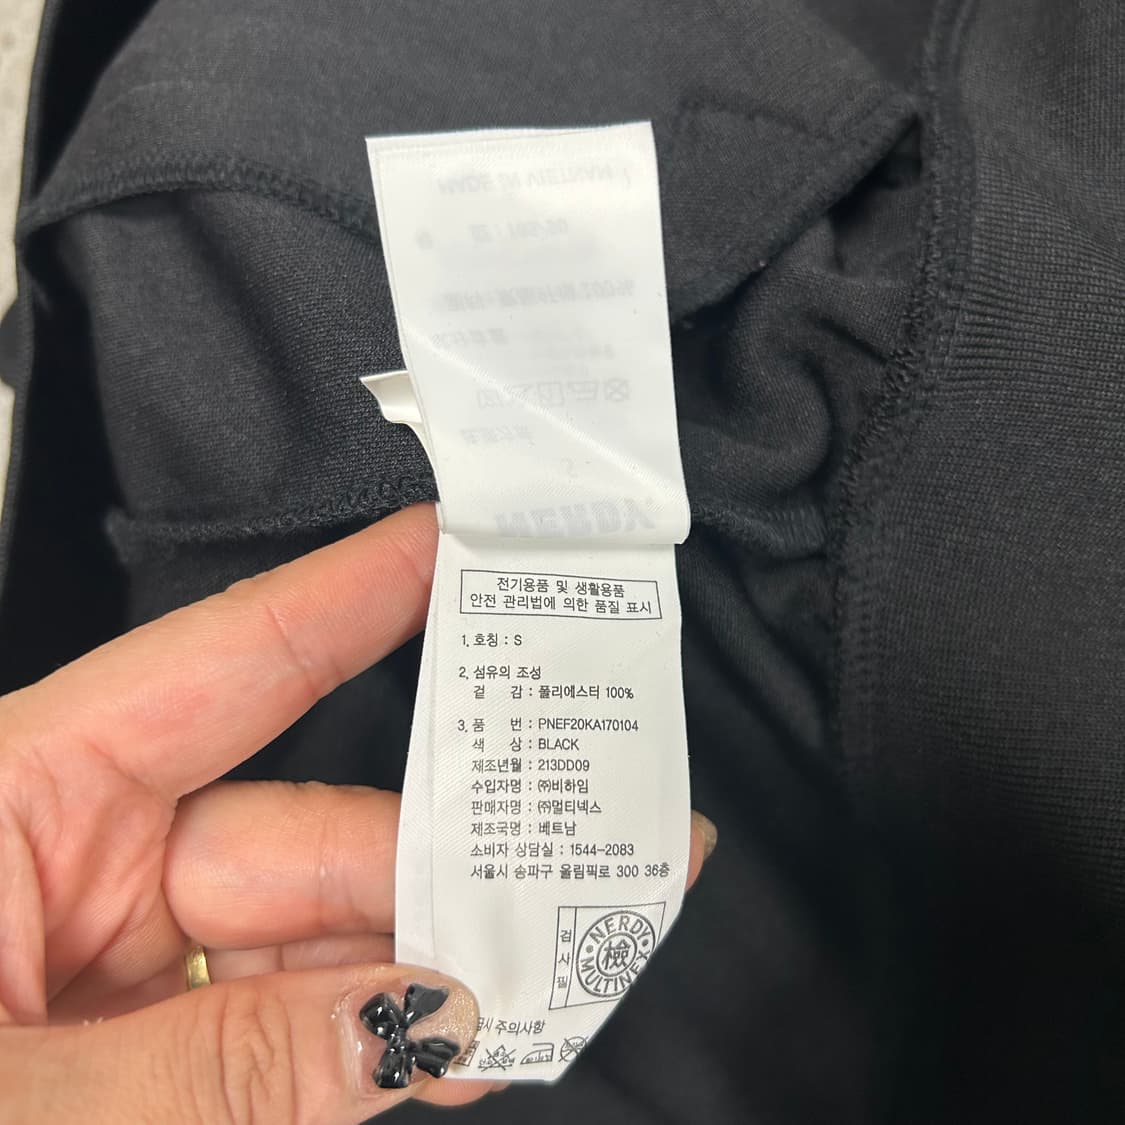 전기용품 및 생활용품
안전 관리법에 의한 품질 표시
1. 호칭 : S
2. 섬유의 조성
겉 감 : 폴리에스터 100%
3. 품 번 : PNEF20KA170104
색 상 : BLACK
제조년월 : 213DD09
수입자명 : ㈜비하임
판매자명 : ㈜멀티넥스
제조국명 : 베트남
소비자 상담실 : 1544-2083
서울시 송파구 올림픽로 300 36층
검사필
NERDY
檢
MULTINEX
주의사항